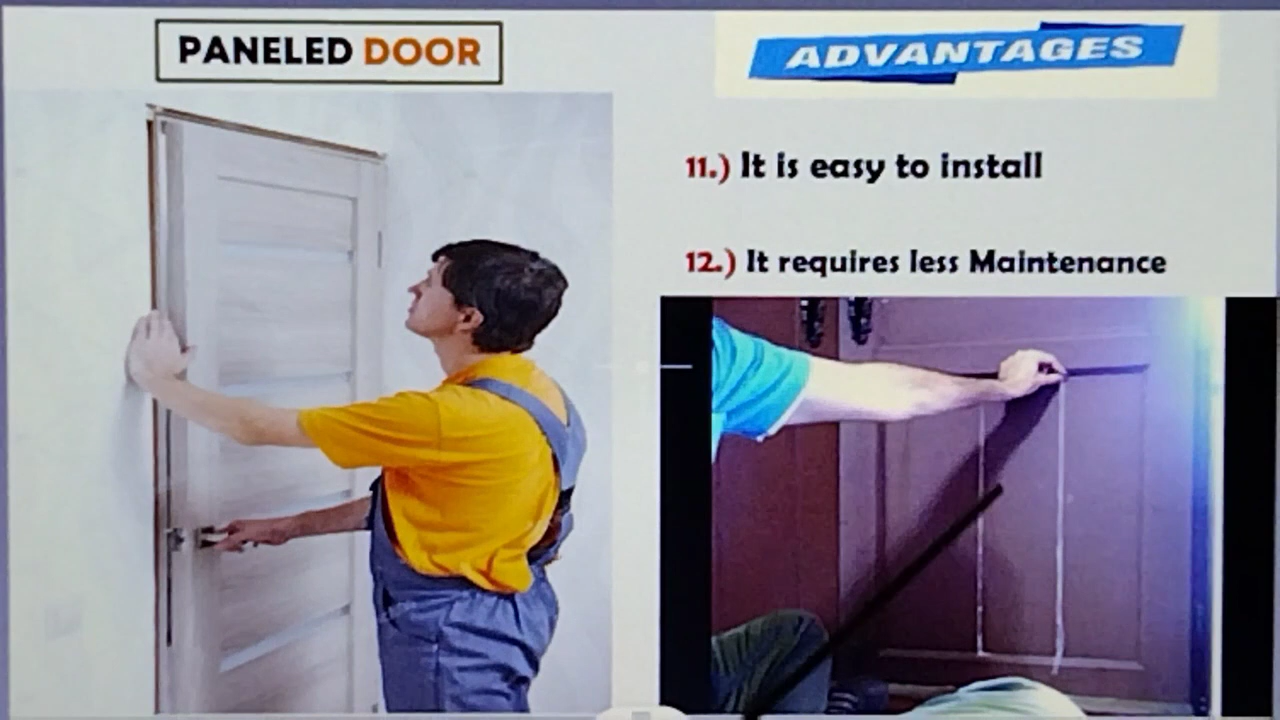 PANELED DOOR
ADVANTAGES
11.) It is easy to install
12.) It requires less Maintenance